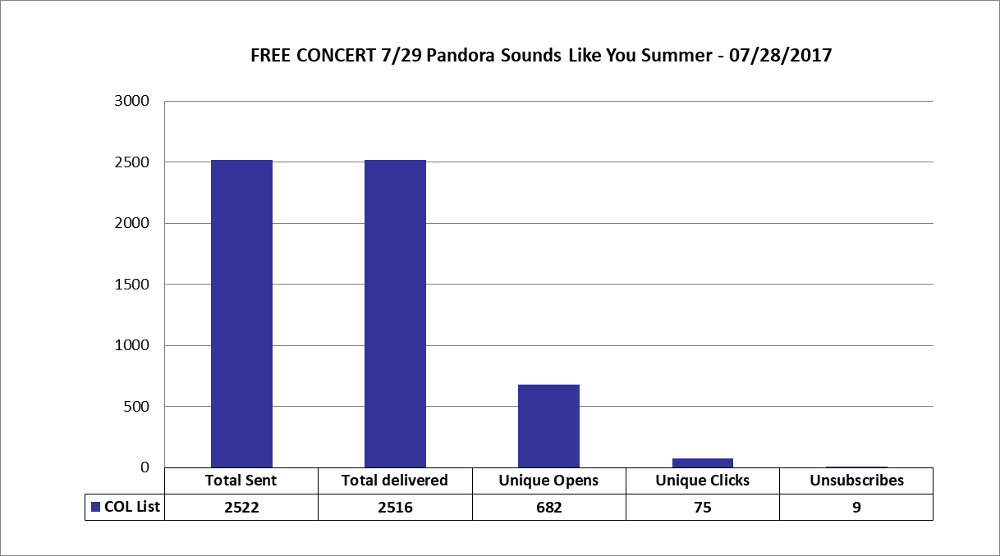 FREE CONCERT 7/29 Pandora Sounds Like You Summer - 07/28/2017
3000
2500
2000
1500
1000
500
0
Total Sent Total delivered Unique Opens Unique Clicks Unsubscribes
COL List 2522 2516 682 75 9